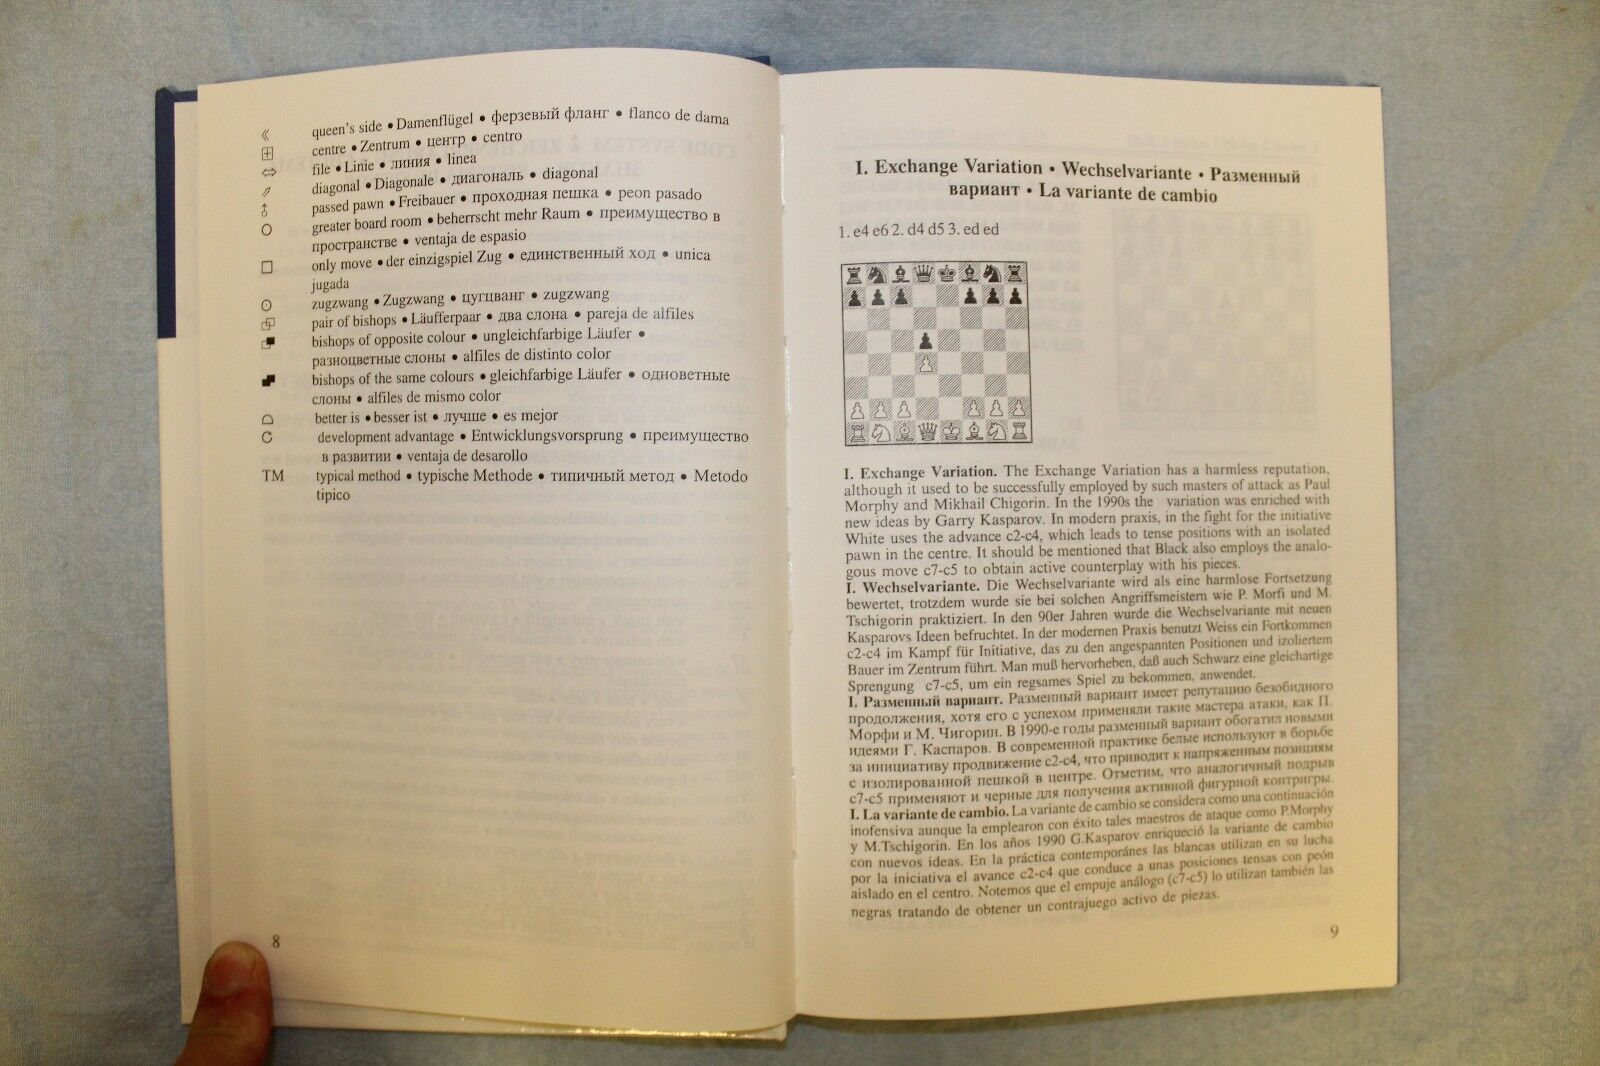 « queen's side • Damenflügel • ферзевый фланг • flanco de dama
⊞ centre • Zentrum • центр • centro
⇔ file • Linie • линия • linea
⇗ diagonal • Diagonale • диагональ • diagonal
♁ passed pawn • Freibauer • проходная пешка • peon pasado
○ greater board room • beherrscht mehr Raum • преимущество в
пространстве • ventaja de espasio
□ only move • der einzigspiel Zug • единственный ход • unica
jugada
⊙ zugzwang • Zugzwang • цугцванг • zugzwang
pair of bishops • Läufferpaar • два слона • pareja de alfiles
bishops of opposite colour • ungleichfarbige Läufer •
разноцветные слоны • alfiles de distinto color
bishops of the same colours • gleichfarbige Läufer • одноветные
слоны • alfiles de mismo color
⌓ better is • besser ist • лучше • es mejor
development advantage • Entwicklungsvorsprung • преимущество
в развитии • ventaja de desarollo
TM typical method • typische Methode • типичный метод • Metodo
tipico
8
I. Exchange Variation • Wechselvariante • Разменный
вариант • La variante de cambio
1. e4 e6 2. d4 d5 3. ed ed
I. Exchange Variation. The Exchange Variation has a harmless reputation,
although it used to be successfully employed by such masters of attack as Paul
Morphy and Mikhail Chigorin. In the 1990s the variation was enriched with
new ideas by Garry Kasparov. In modern praxis, in the fight for the initiative
White uses the advance c2-c4, which leads to tense positions with an isolated
pawn in the centre. It should be mentioned that Black also employs the analo-
gous move c7-c5 to obtain active counterplay with his pieces.
I. Wechselvariante. Die Wechselvariante wird als eine harmlose Fortsetzung
bewertet, trotzdem wurde sie bei solchen Angriffsmeistern wie P. Morfi und M.
Tschigorin praktiziert. In den 90er Jahren wurde die Wechselvariante mit neuen
Kasparovs Ideen befruchtet. In der modernen Praxis benutzt Weiss ein Fortkommen
c2-c4 im Kampf für Initiative, das zu den angespannten Positionen und izoliertem
Bauer im Zentrum führt. Man muß hervorheben, daß auch Schwarz eine gleichartige
Sprengung c7-c5, um ein regsames Spiel zu bekommen, anwendet.
I. Разменный вариант. Разменный вариант имеет репутацию безобидного
продолжения, хотя его с успехом применяли такие мастера атаки, как П.
Морфи и М. Чигорин. В 1990-е годы разменный вариант обогатил новыми
идеями Г. Каспаров. В современной практике белые используют в борьбе
за инициативу продвижение c2-c4, что приводит к напряженным позициям
с изолированной пешкой в центре. Отметим, что аналогичный подрыв
c7-c5 применяют и черные для получения активной фигурной контригры.
I. La variante de cambio. La variante de cambio se considera como una continuación
inofensiva aunque la emplearon con éxito tales maestros de ataque como P.Morphy
y M.Tschigorin. En los años 1990 G.Kasparov enriqueció la variante de cambio
con nuevos ideas. En la práctica contemporánes las blancas utilizan en su lucha
por la iniciativa el avance c2-c4 que conduce a unas posiciones tensas con peón
aislado en el centro. Notemos que el empuje análogo (c7-c5) lo utilizan también las
negras tratando de obtener un contrajuego activo de piezas.
9